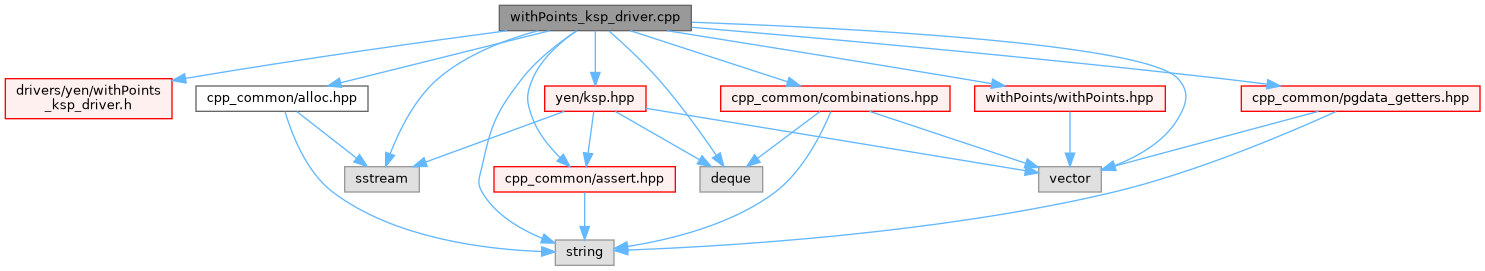 withPoints_ksp_driver.cpp
drivers/yen/withPoints
_ksp_driver.h
cpp_common/alloc.hpp
yen/ksp.hpp
cpp_common/combinations.hpp
withPoints/withPoints.hpp
cpp_common/pgdata_getters.hpp
sstream
cpp_common/assert.hpp
deque
vector
string